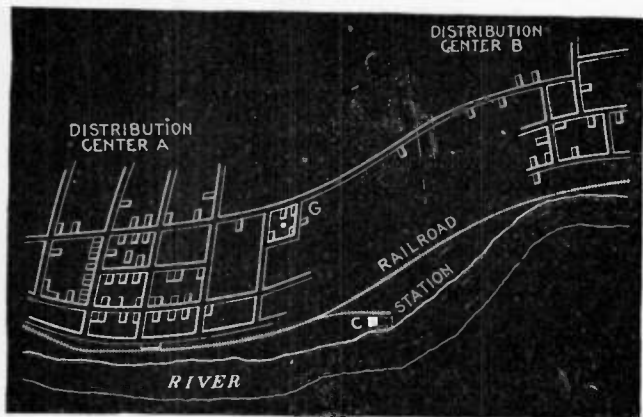 DISTRIBUTION
CENTER B
DISTRIBUTION
CENTER A
G
RAILROAD
STATION
C
RIVER